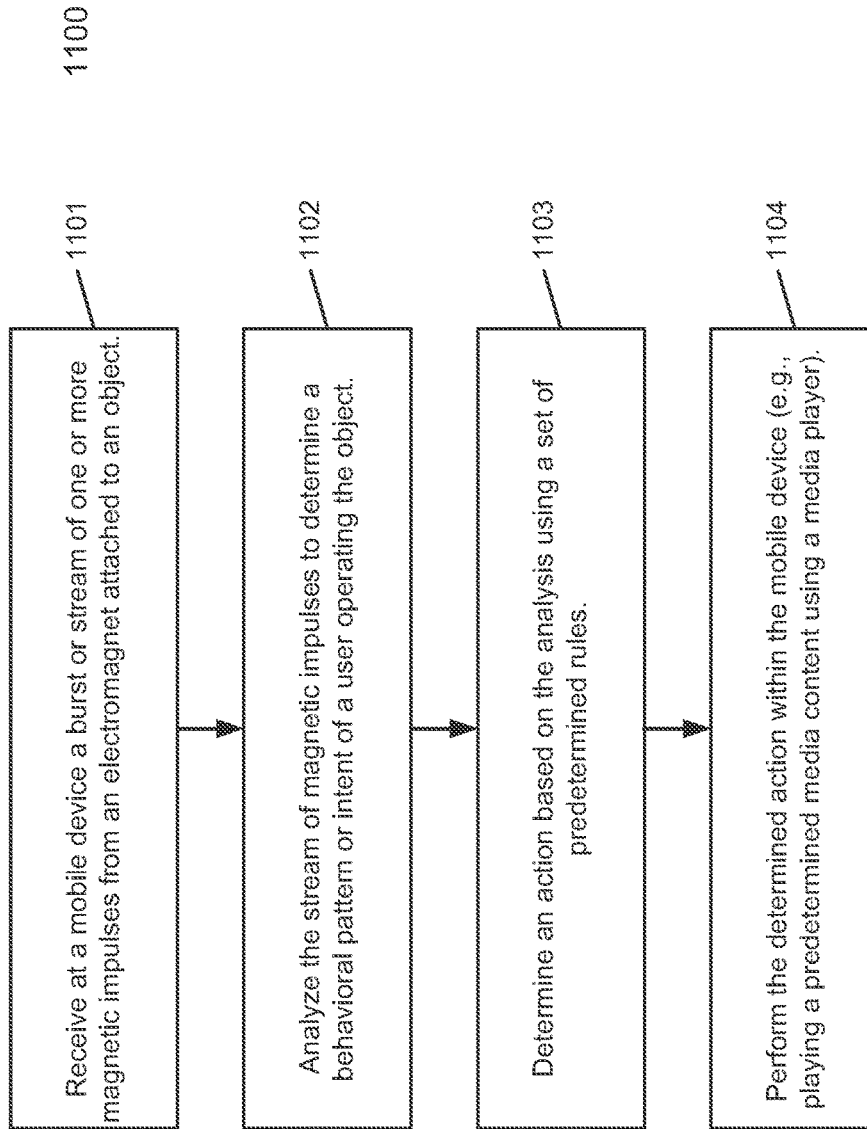 1100
1101
Receive at a mobile device a burst or stream of one or more
magnetic impulses from an electromagnet attached to an object.
1102
Analyze the stream of magnetic impulses to determine a
behavioral pattern or intent of a user operating the object.
1103
Determine an action based on the analysis using a set of
predetermined rules.
1104
Perform the determined action within the mobile device (e.g.,
playing a predetermined media content using a media player).